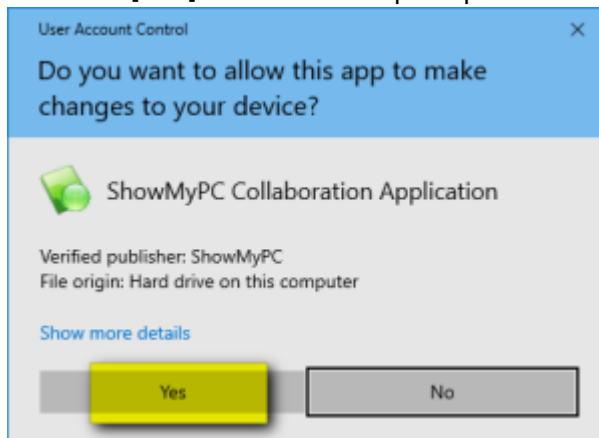 User Account Control
Do you want to allow this app to make
changes to your device?
ShowMyPC Collaboration Application
Verified publisher: ShowMyPC
File origin: Hard drive on this computer
Show more details
Yes No